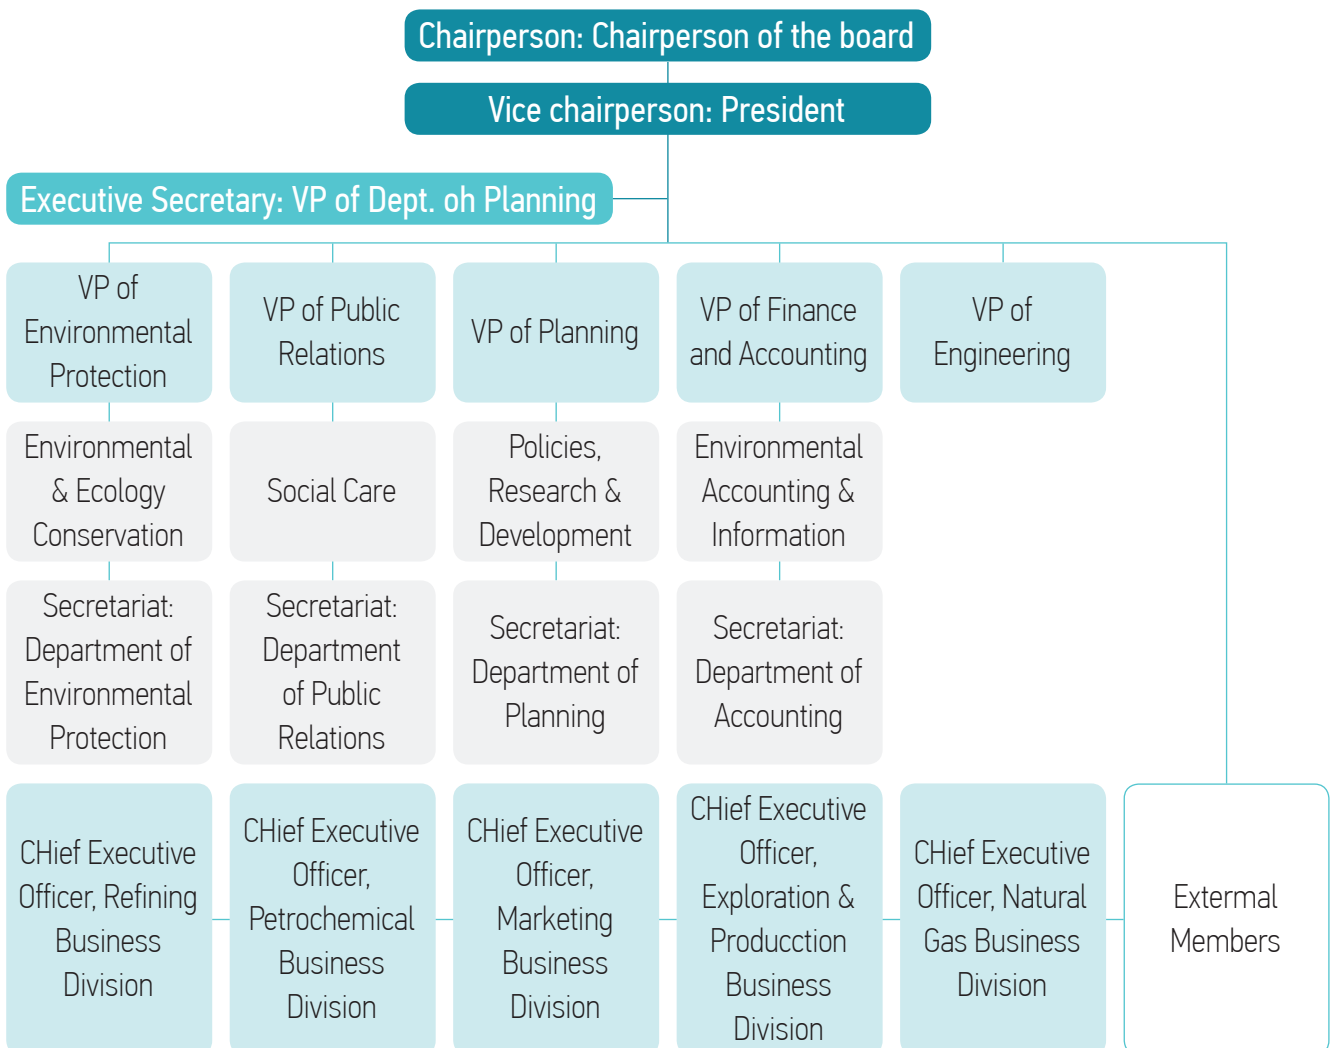 Chairperson: Chairperson of the board
Vice chairperson: President
Executive Secretary: VP of Dept. oh Planning
VP of
Environmental
Protection
VP of Public
Relations
VP of Planning
VP of Finance
and Accounting
VP of
Engineering
Environmental
& Ecology
Conservation
Social Care
Policies,
Research &
Development
Environmental
Accounting &
Information
Secretariat:
Department of
Environmental
Protection
Secretariat:
Department
of Public
Relations
Secretariat:
Department of
Planning
Secretariat:
Department of
Accounting
CHief Executive
Officer, Refining
Business
Division
CHief Executive
Officer,
Petrochemical
Business
Division
CHief Executive
Officer,
Marketing
Business
Division
CHief Executive
Officer,
Exploration &
Producction
Business
Division
CHief Executive
Officer, Natural
Gas Business
Division
Extermal
Members